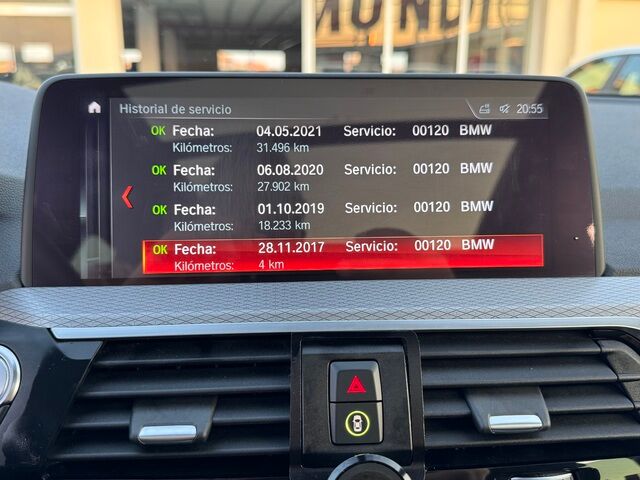 MUNDI
Historial de servicio 20:55
OK Fecha: 04.05.2021 Servicio: 00120 BMW
Kilómetros: 31.496 km
OK Fecha: 06.08.2020 Servicio: 00120 BMW
Kilómetros: 27.902 km
OK Fecha: 01.10.2019 Servicio: 00120 BMW
Kilómetros: 18.233 km
OK Fecha: 28.11.2017 Servicio: 00120 BMW
Kilómetros: 4 km